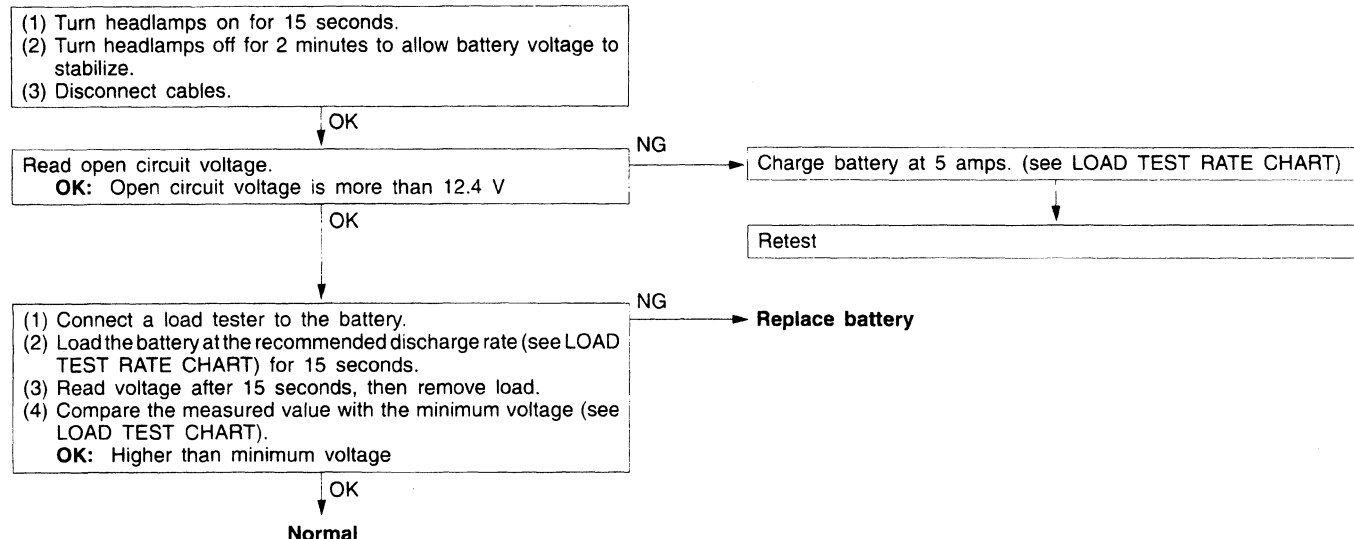 (1) Turn headlamps on for 15 seconds.
(2) Turn headlamps off for 2 minutes to allow battery voltage to
stabilize.
(3) Disconnect cables.
OK
Read open circuit voltage.
OK: Open circuit voltage is more than 12.4 V
NG
Charge battery at 5 amps. (see LOAD TEST RATE CHART)
Retest
OK
(1) Connect a load tester to the battery.
(2) Load the battery at the recommended discharge rate (see LOAD
TEST RATE CHART) for 15 seconds.
(3) Read voltage after 15 seconds, then remove load.
(4) Compare the measured value with the minimum voltage (see
LOAD TEST CHART).
OK: Higher than minimum voltage
NG
Replace battery
OK
Normal